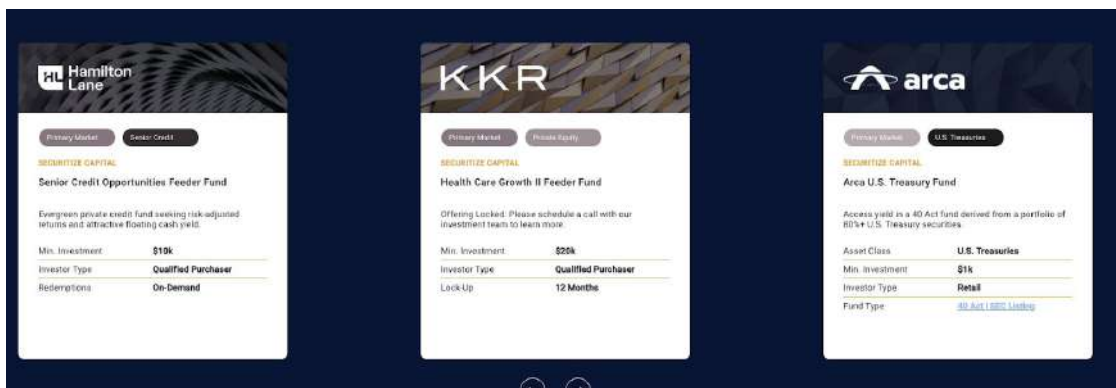 HL Hamilton
Lane
Primary Market Senior Credit
SECURITIZE CAPITAL
Senior Credit Opportunities Feeder Fund
Evergreen private credit fund seeking risk-adjusted
returns and attractive floating cash yield.
Min. Investment $10k
Investor Type Qualified Purchaser
Redemptions On-Demand
KKR
Primary Market Private Equity
SECURITIZE CAPITAL
Health Care Growth II Feeder Fund
Offering Locked. Please schedule a call with our
investment team to learn more.
Min. Investment $20k
Investor Type Qualified Purchaser
Lock-Up 12 Months
arca
Primary Market U.S. Treasuries
SECURITIZE CAPITAL
Arca U.S. Treasury Fund
Access yield in a 40 Act fund derived from a portfolio of
80%+ U.S. Treasury securities.
Asset Class U.S. Treasuries
Min. Investment $1k
Investor Type Retail
Fund Type 40 Act | SEC Listing